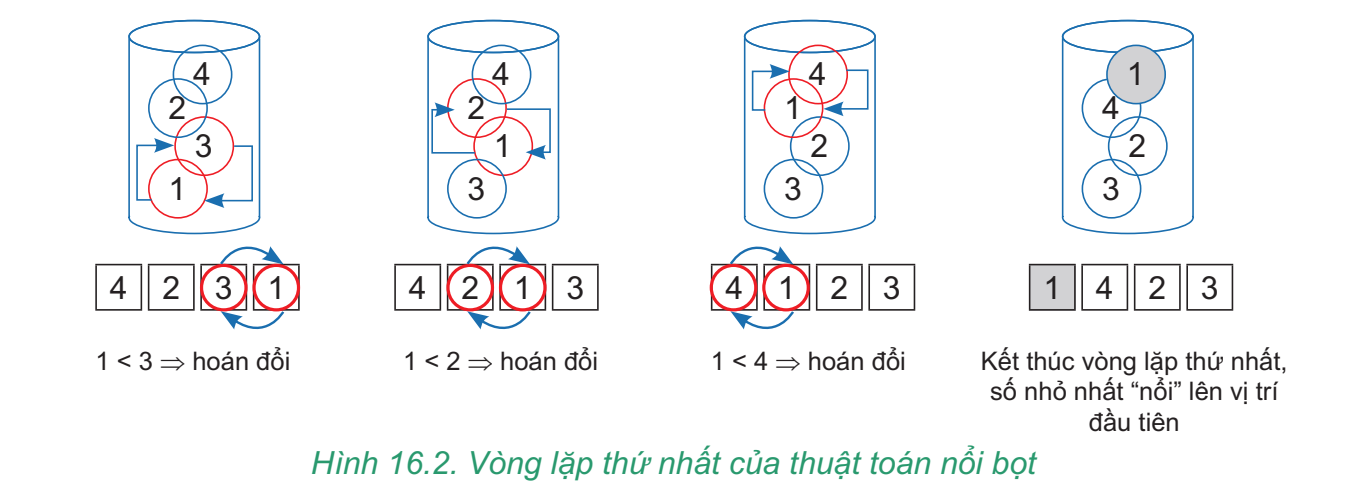 4
2
3
1
4
2
1
3
4
1
2
3
1
4
2
3
4 2 3 1
4 2 1 3
4 1 2 3
1 4 2 3
1 < 3 ⇒ hoán đổi
1 < 2 ⇒ hoán đổi
1 < 4 ⇒ hoán đổi
Kết thúc vòng lặp thứ nhất,
số nhỏ nhất “nổi” lên vị trí
đầu tiên
Hình 16.2. Vòng lặp thứ nhất của thuật toán nổi bọt